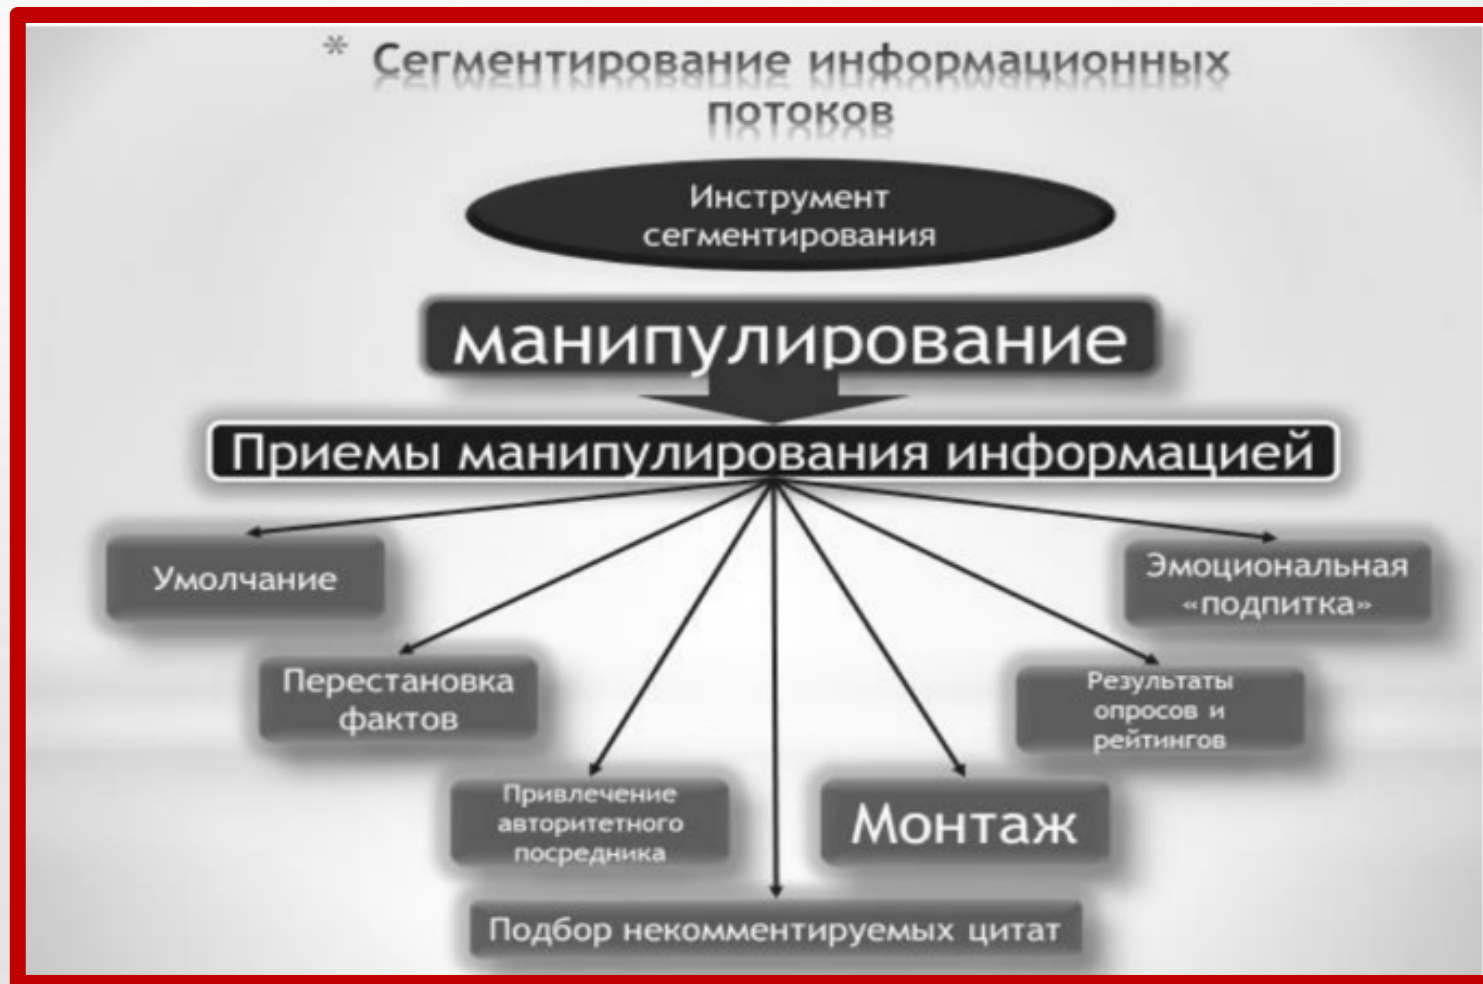 * Сегментирование информационных
потоков
Инструмент
сегментирования
манипулирование
Приемы манипулирования информацией
Умолчание
Эмоциональная
«подпитка»
Перестановка
фактов
Результаты
опросов и
рейтингов
Привлечение
авторитетного
посредника
Монтаж
Подбор некомментируемых цитат